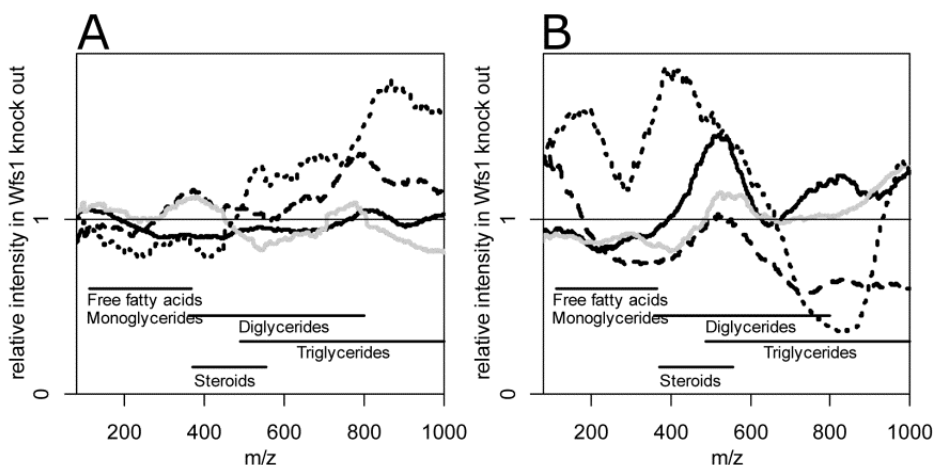 A
relative intensity in Wfs1 knock out
1
0
Free fatty acids
Monoglycerides
Diglycerides
Triglycerides
Steroids
200 400 600 800 1000
m/z
B
relative intensity in Wfs1 knock out
1
0
Free fatty acids
Monoglycerides
Diglycerides
Triglycerides
Steroids
200 400 600 800 1000
m/z